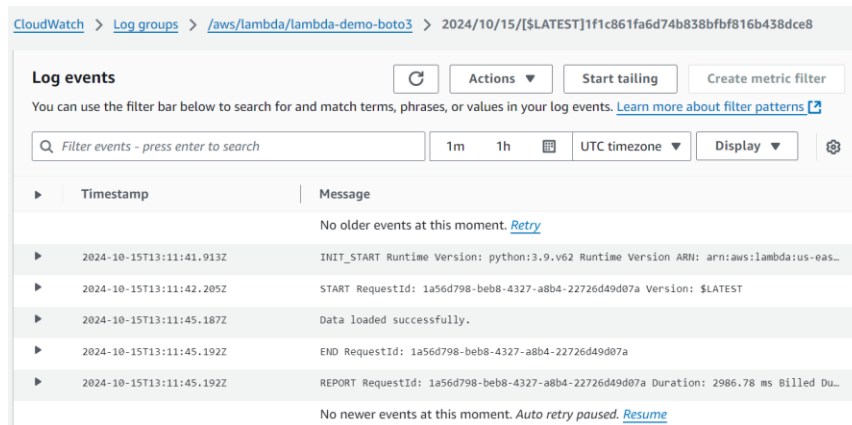 CloudWatch > Log groups > /aws/lambda/lambda-demo-boto3 > 2024/10/15/[$LATEST]1f1c861fa6d74b838bfbf816b438dce8
Log events
Actions
Start tailing
Create metric filter
You can use the filter bar below to search for and match terms, phrases, or values in your log events. Learn more about filter patterns
Filter events - press enter to search
1m
1h
UTC timezone
Display
Timestamp
Message
No older events at this moment. Retry
2024-10-15T13:11:41.913Z INIT_START Runtime Version: python:3.9.v62 Runtime Version ARN: arn:aws:lambda:us-eas…
2024-10-15T13:11:42.205Z START RequestId: 1a56d798-beb8-4327-a8b4-22726d49d07a Version: $LATEST
2024-10-15T13:11:45.187Z Data loaded successfully.
2024-10-15T13:11:45.192Z END RequestId: 1a56d798-beb8-4327-a8b4-22726d49d07a
2024-10-15T13:11:45.192Z REPORT RequestId: 1a56d798-beb8-4327-a8b4-22726d49d07a Duration: 2986.78 ms Billed Du…
No newer events at this moment. Auto retry paused. Resume